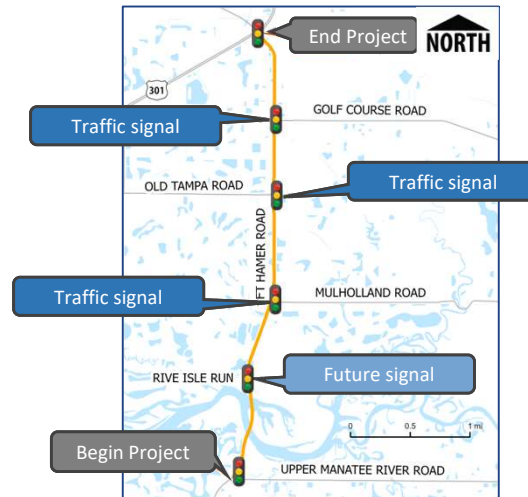 End Project
NORTH
301
GOLF COURSE ROAD
Traffic signal
OLD TAMPA ROAD
Traffic signal
FT HAMER ROAD
Traffic signal
MULHOLLAND ROAD
RIVE ISLE RUN
Future signal
0 0.5 1 mi
Begin Project
UPPER MANATEE RIVER ROAD